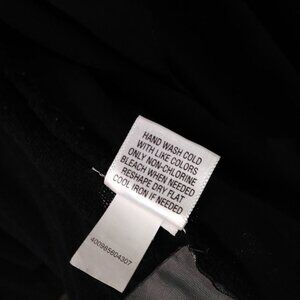 HAND WASH COLD
WITH LIKE COLORS
ONLY NON-CHLORINE
BLEACH WHEN NEEDED
RESHAPE DRY FLAT
COOL IRON IF NEEDED
400965604307